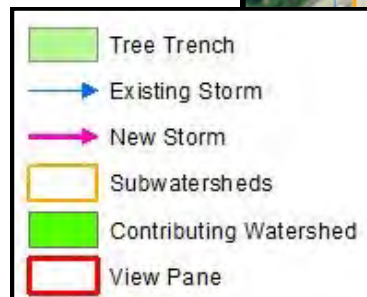 Tree Trench
Existing Storm
New Storm
Subwatersheds
Contributing Watershed
View Pane